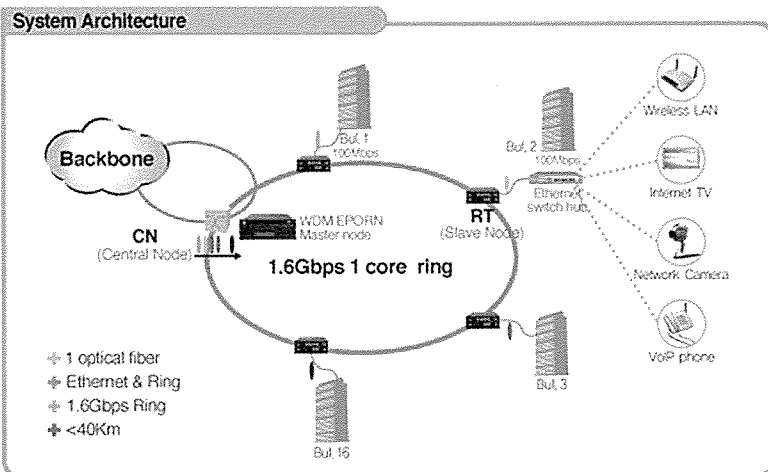 System Architecture
Backbone
CN
(Central Node)
WDM EPORN
Master node
1.6Gbps 1 core ring
Bul, 1
100Mbps
Bul, 2
100Mbps
RT
(Slave Node)
Ethernet
switch hub
Wireless LAN
Internet TV
Network Camera
VoIP phone
Bul, 3
Bul, 16
1 optical fiber
Ethernet & Ring
1.6Gbps Ring
<40Km